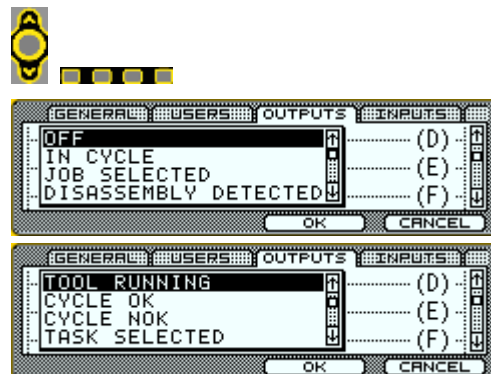 GENERAL USERS OUTPUTS INPUTS
OFF (D)
IN CYCLE
JOB SELECTED (E)
DISASSEMBLY DETECTED (F)
OK CANCEL
GENERAL USERS OUTPUTS INPUTS
TOOL RUNNING (D)
CYCLE OK
CYCLE NOK (E)
TASK SELECTED (F)
OK CANCEL